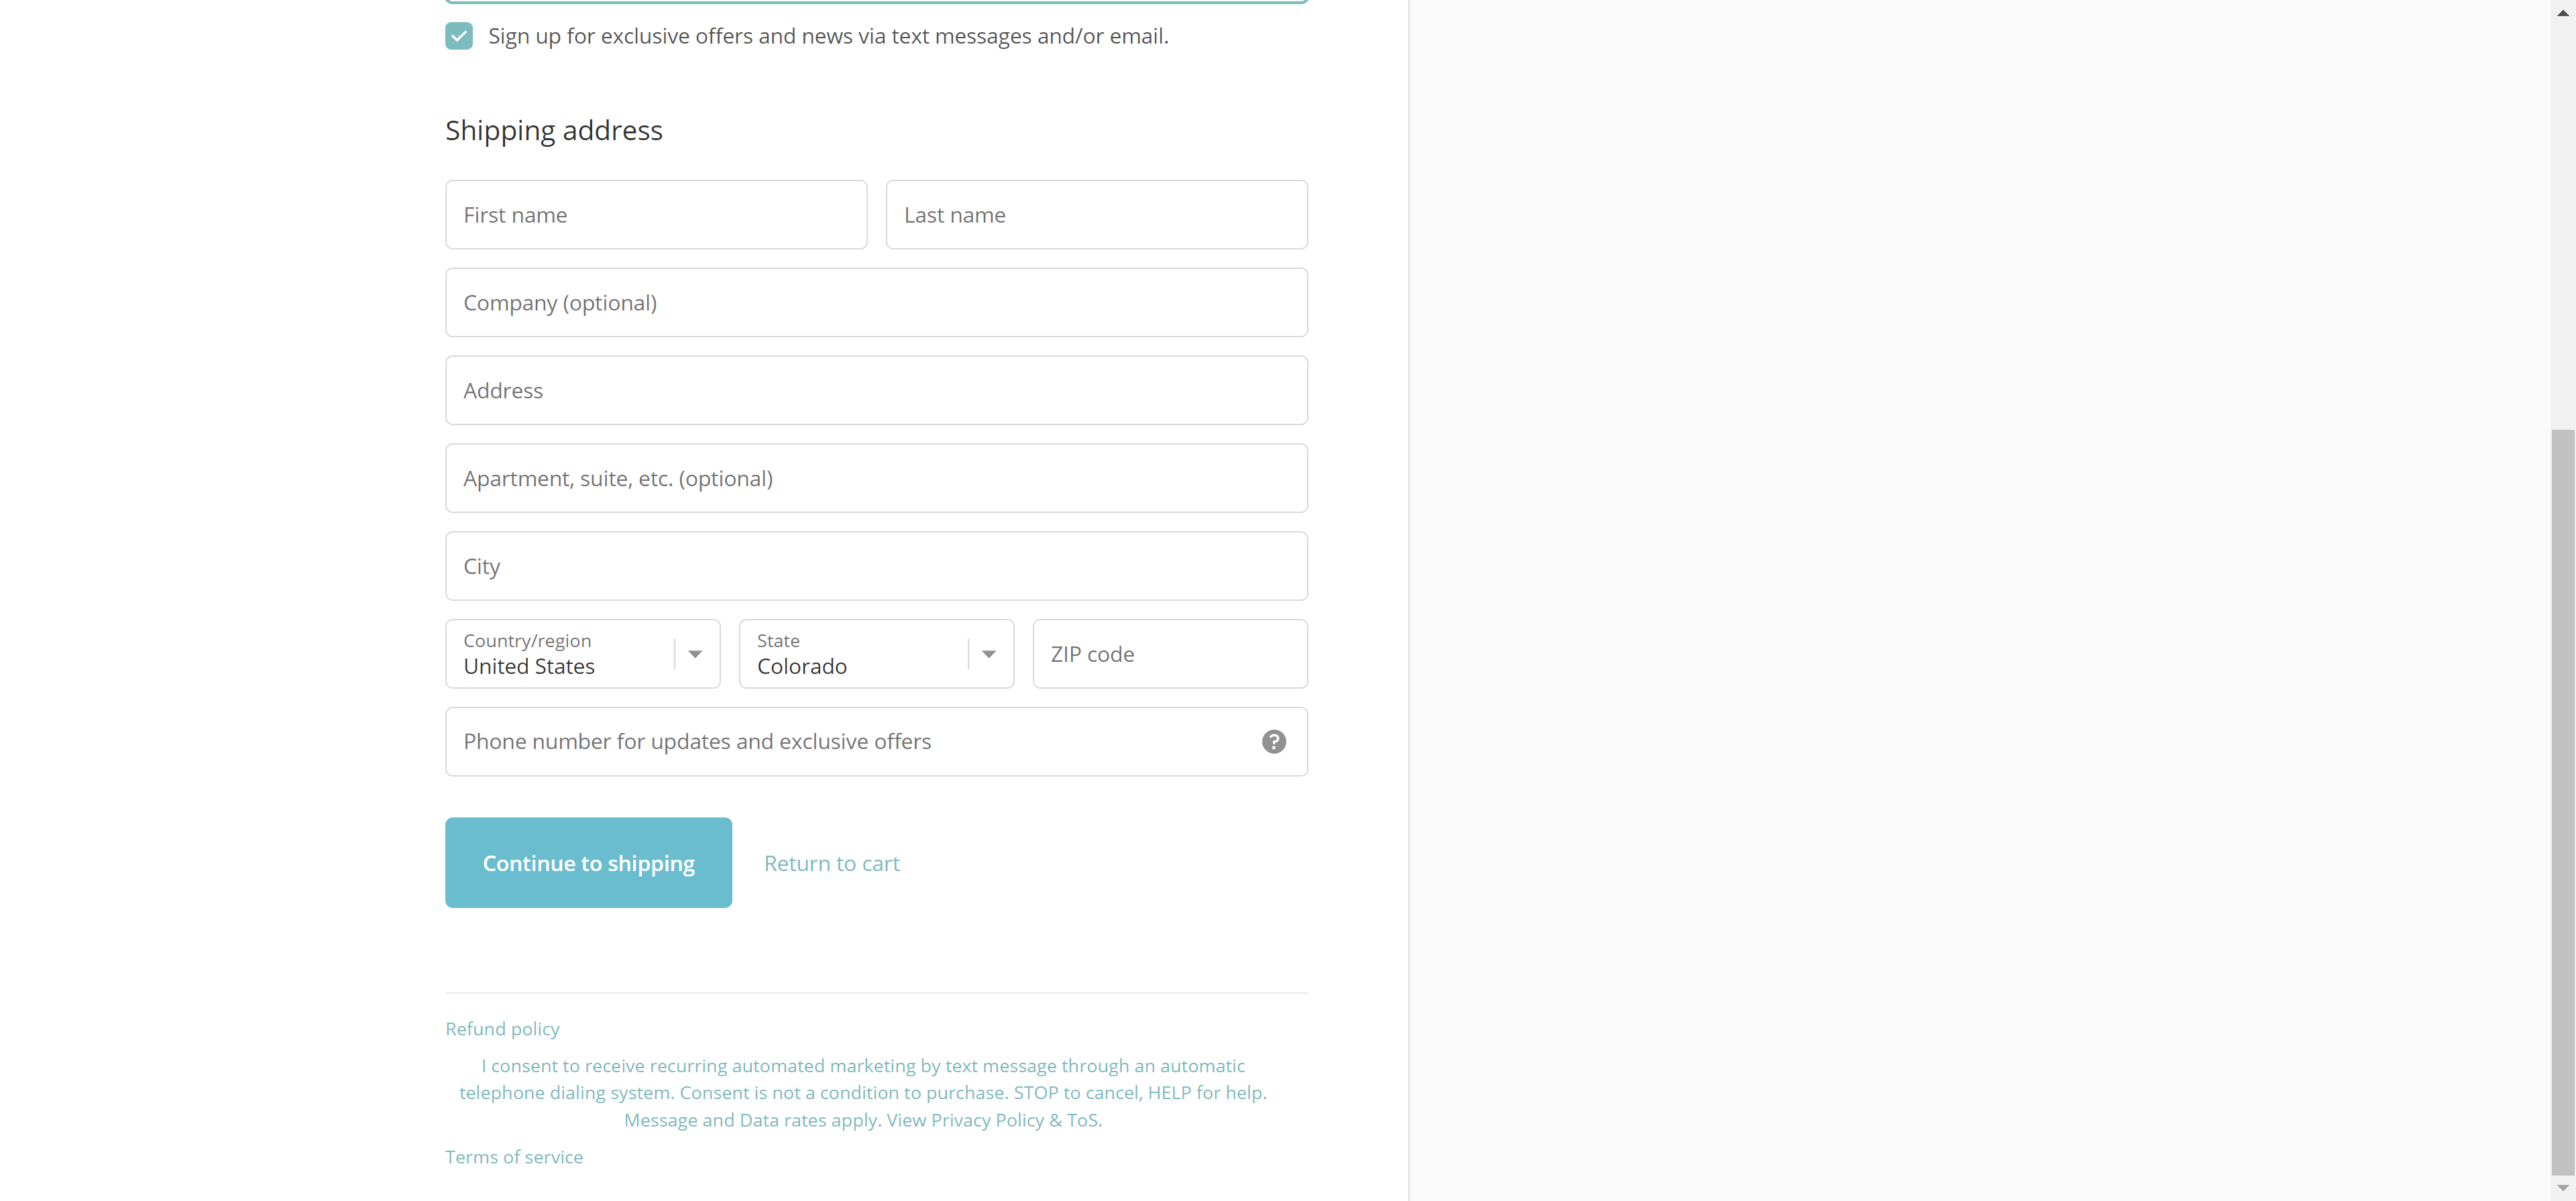 Sign up for exclusive offers and news via text messages and/or email.
Shipping address
First name
Last name
Company (optional)
Address
Apartment, suite, etc. (optional)
City
Country/region
United States
State
Colorado
ZIP code
Phone number for updates and exclusive offers
?
Continue to shipping
Return to cart
Refund policy
I consent to receive recurring automated marketing by text message through an automatic
telephone dialing system. Consent is not a condition to purchase. STOP to cancel, HELP for help.
Message and Data rates apply. View Privacy Policy & ToS.
Terms of service